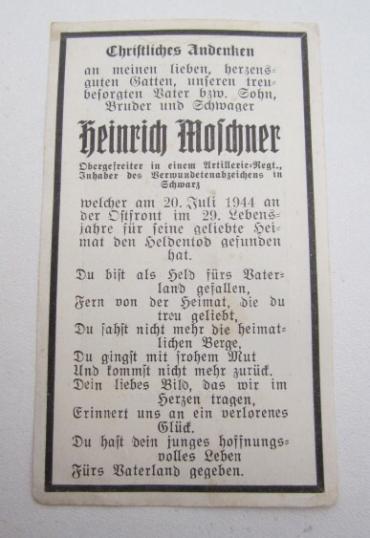 Christliches Andenken
an meinen lieben, herzens-
guten Gatten, unseren treu-
besorgten Vater bzw. Sohn,
Bruder und Schwager
Heinrich Moschner
Obergefreiter in einem Artillerie-Regt.,
Inhaber des Verwundetenabzeichens in
Schwarz
welcher am 20. Juli 1944 an
der Ostfront im 29. Lebens-
jahre für seine geliebte Hei-
mat den Heldentod gefunden
hat.
Du bist als Held fürs Vater-
land gefallen,
Fern von der Heimat, die du
treu geliebt,
Du sahst nicht mehr die heimat-
lichen Berge,
Du gingst mit frohem Mut
Und kommst nicht mehr zurück.
Dein liebes Bild, das wir im
Herzen tragen,
Erinnert uns an ein verlorenes
Glück.
Du hast dein junges hoffnungs-
volles Leben
Fürs Vaterland gegeben.